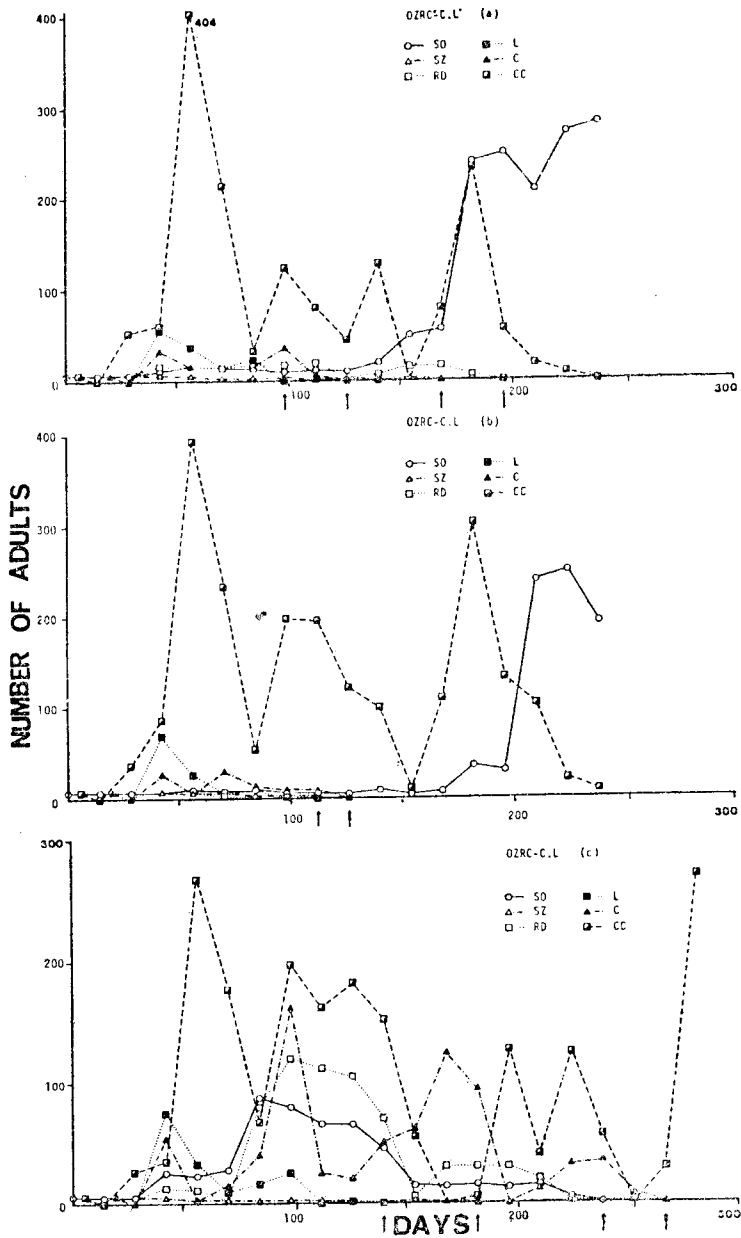 OZRC-C.L (a)
SO L
SZ C
RD CC
400
404
300
200
100
0
100 200 300
OZRC-C.L (b)
SO L
SZ C
RD CC
400
300
200
100
0
100 200 300
OZRC-C.L (c)
SO L
SZ C
RD CC
300
200
100
0
100 200 300
NUMBER OF ADULTS
DAYS